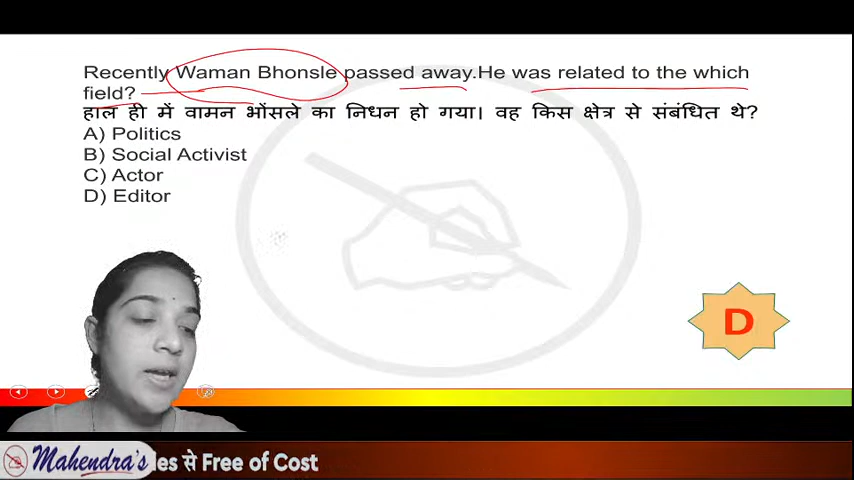 Recently Waman Bhonsle passed away.He was related to the which
field?
हाल ही में वामन भोंसले का निधन हो गया। वह किस क्षेत्र से संबंधित थे?
A) Politics
B) Social Activist
C) Actor
D) Editor
D
Mahendra's
les से Free of Cost